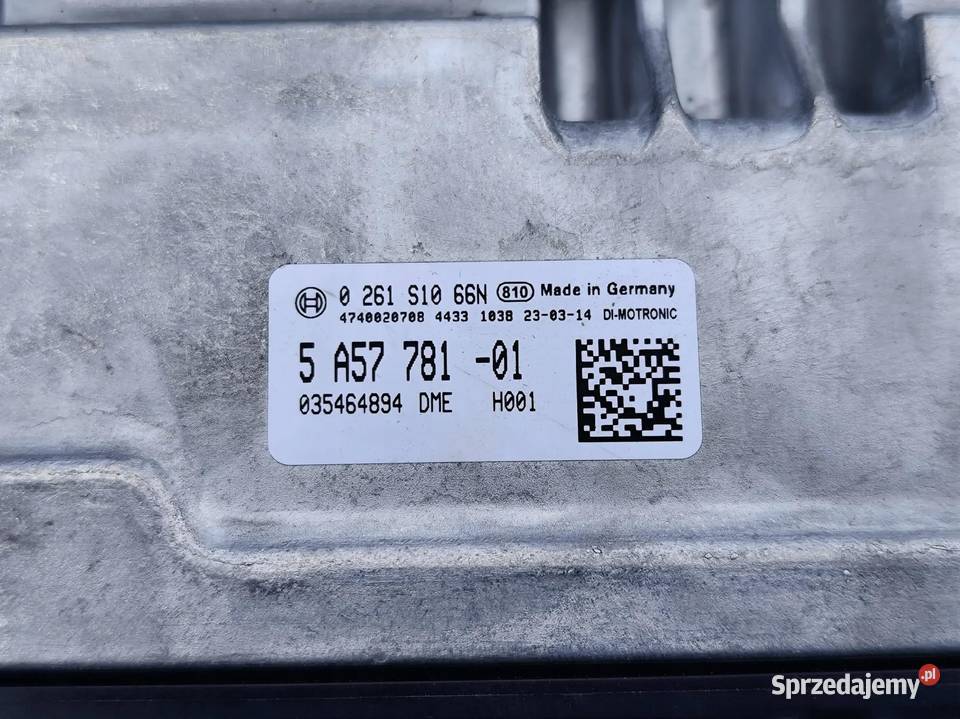 0 261 S10 66N 810 Made in Germany
4740020708 4433 1038 23-03-14 DI-MOTRONIC
5 A57 781 -01
035464894 DME H001
Sprzedajemy.pl